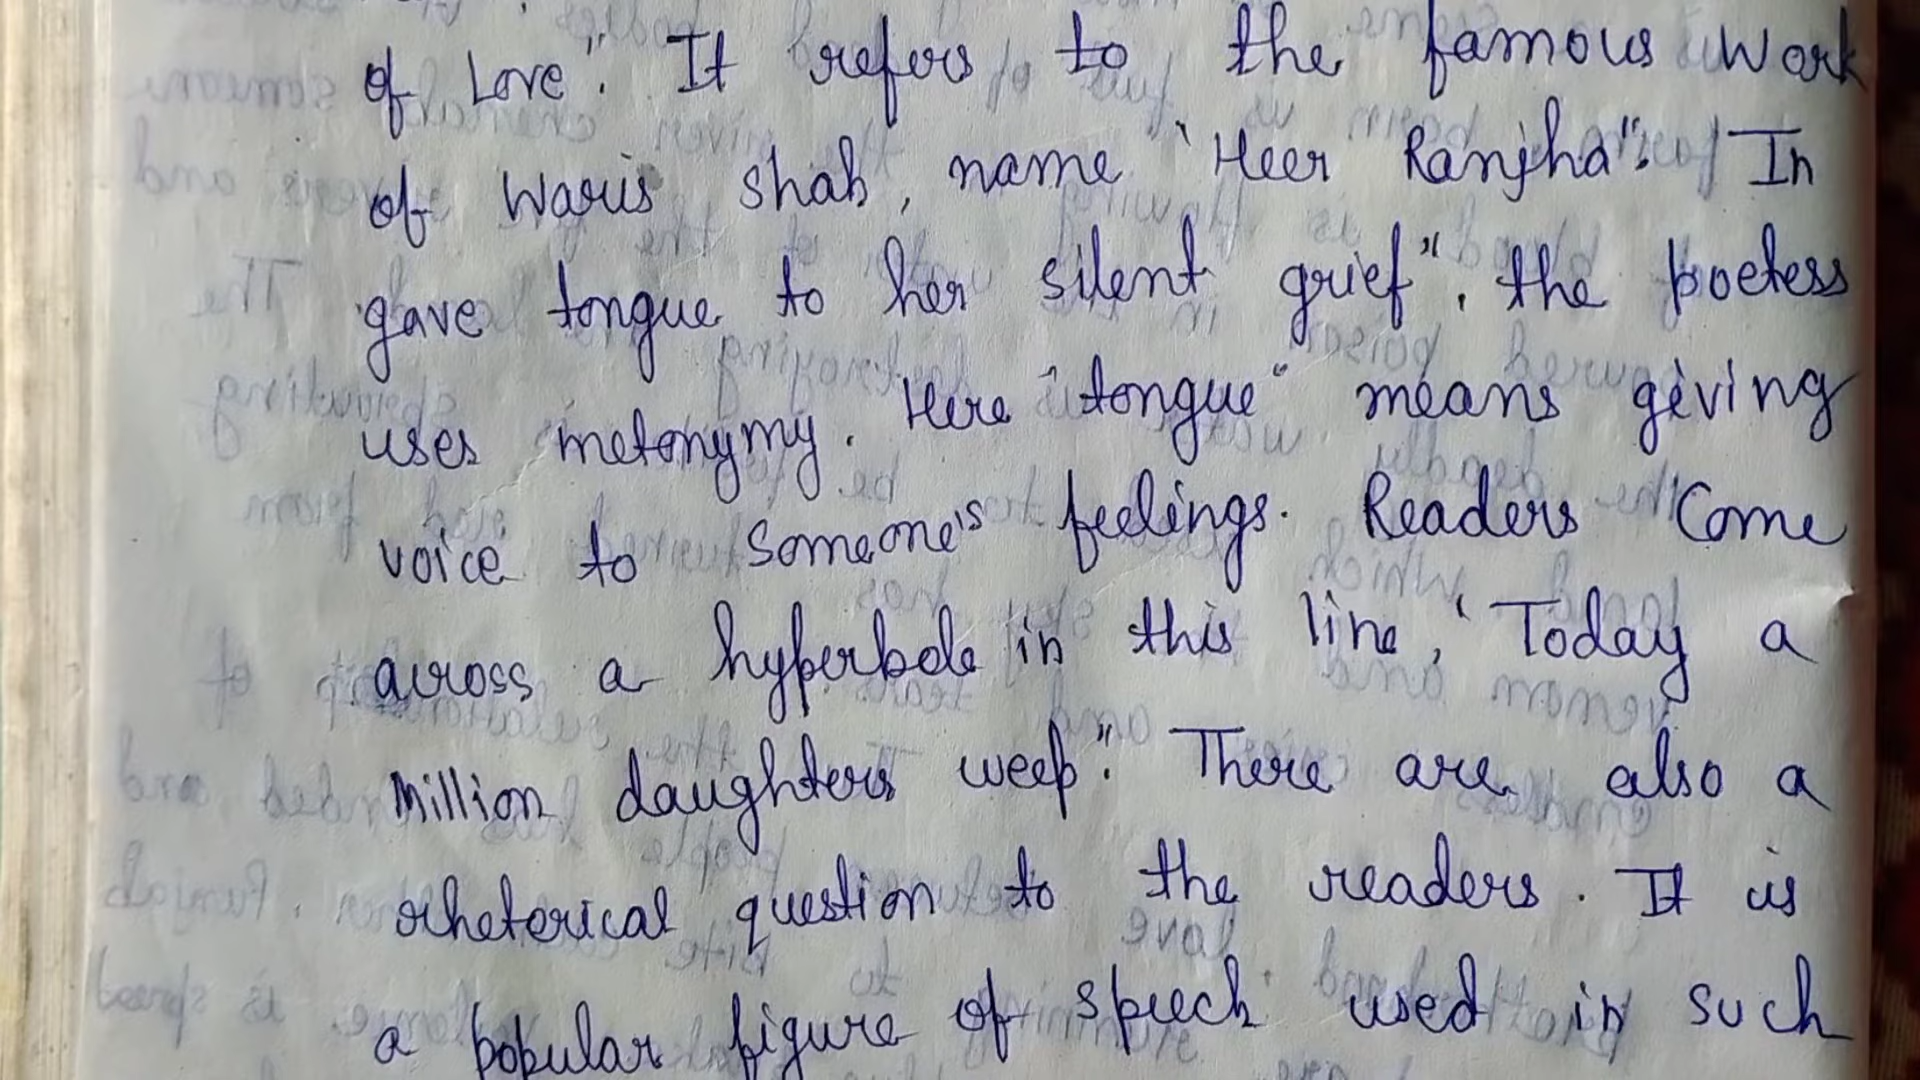 of Love". It refers to the famous work
of Waris Shah, name "Heer Ranjha". In
gave tongue to her silent grief", the poetess
uses metonymy. Here "tongue" means giving
voice to someone's feelings. Readers Come
across a hyperbole in this line, 'Today a
Million daughters weep". There are also a
rhetorical question to the readers. It is
a popular figure of speech used in such